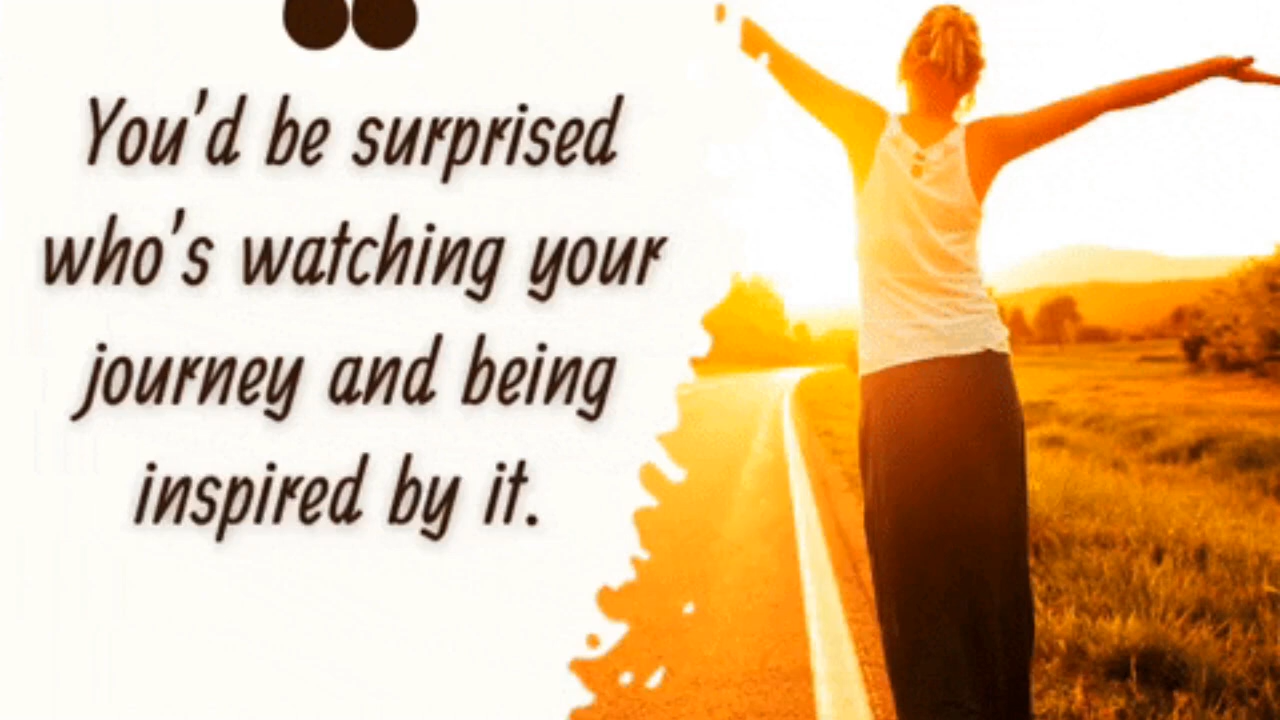 You'd be surprised
who's watching your
journey and being
inspired by it.